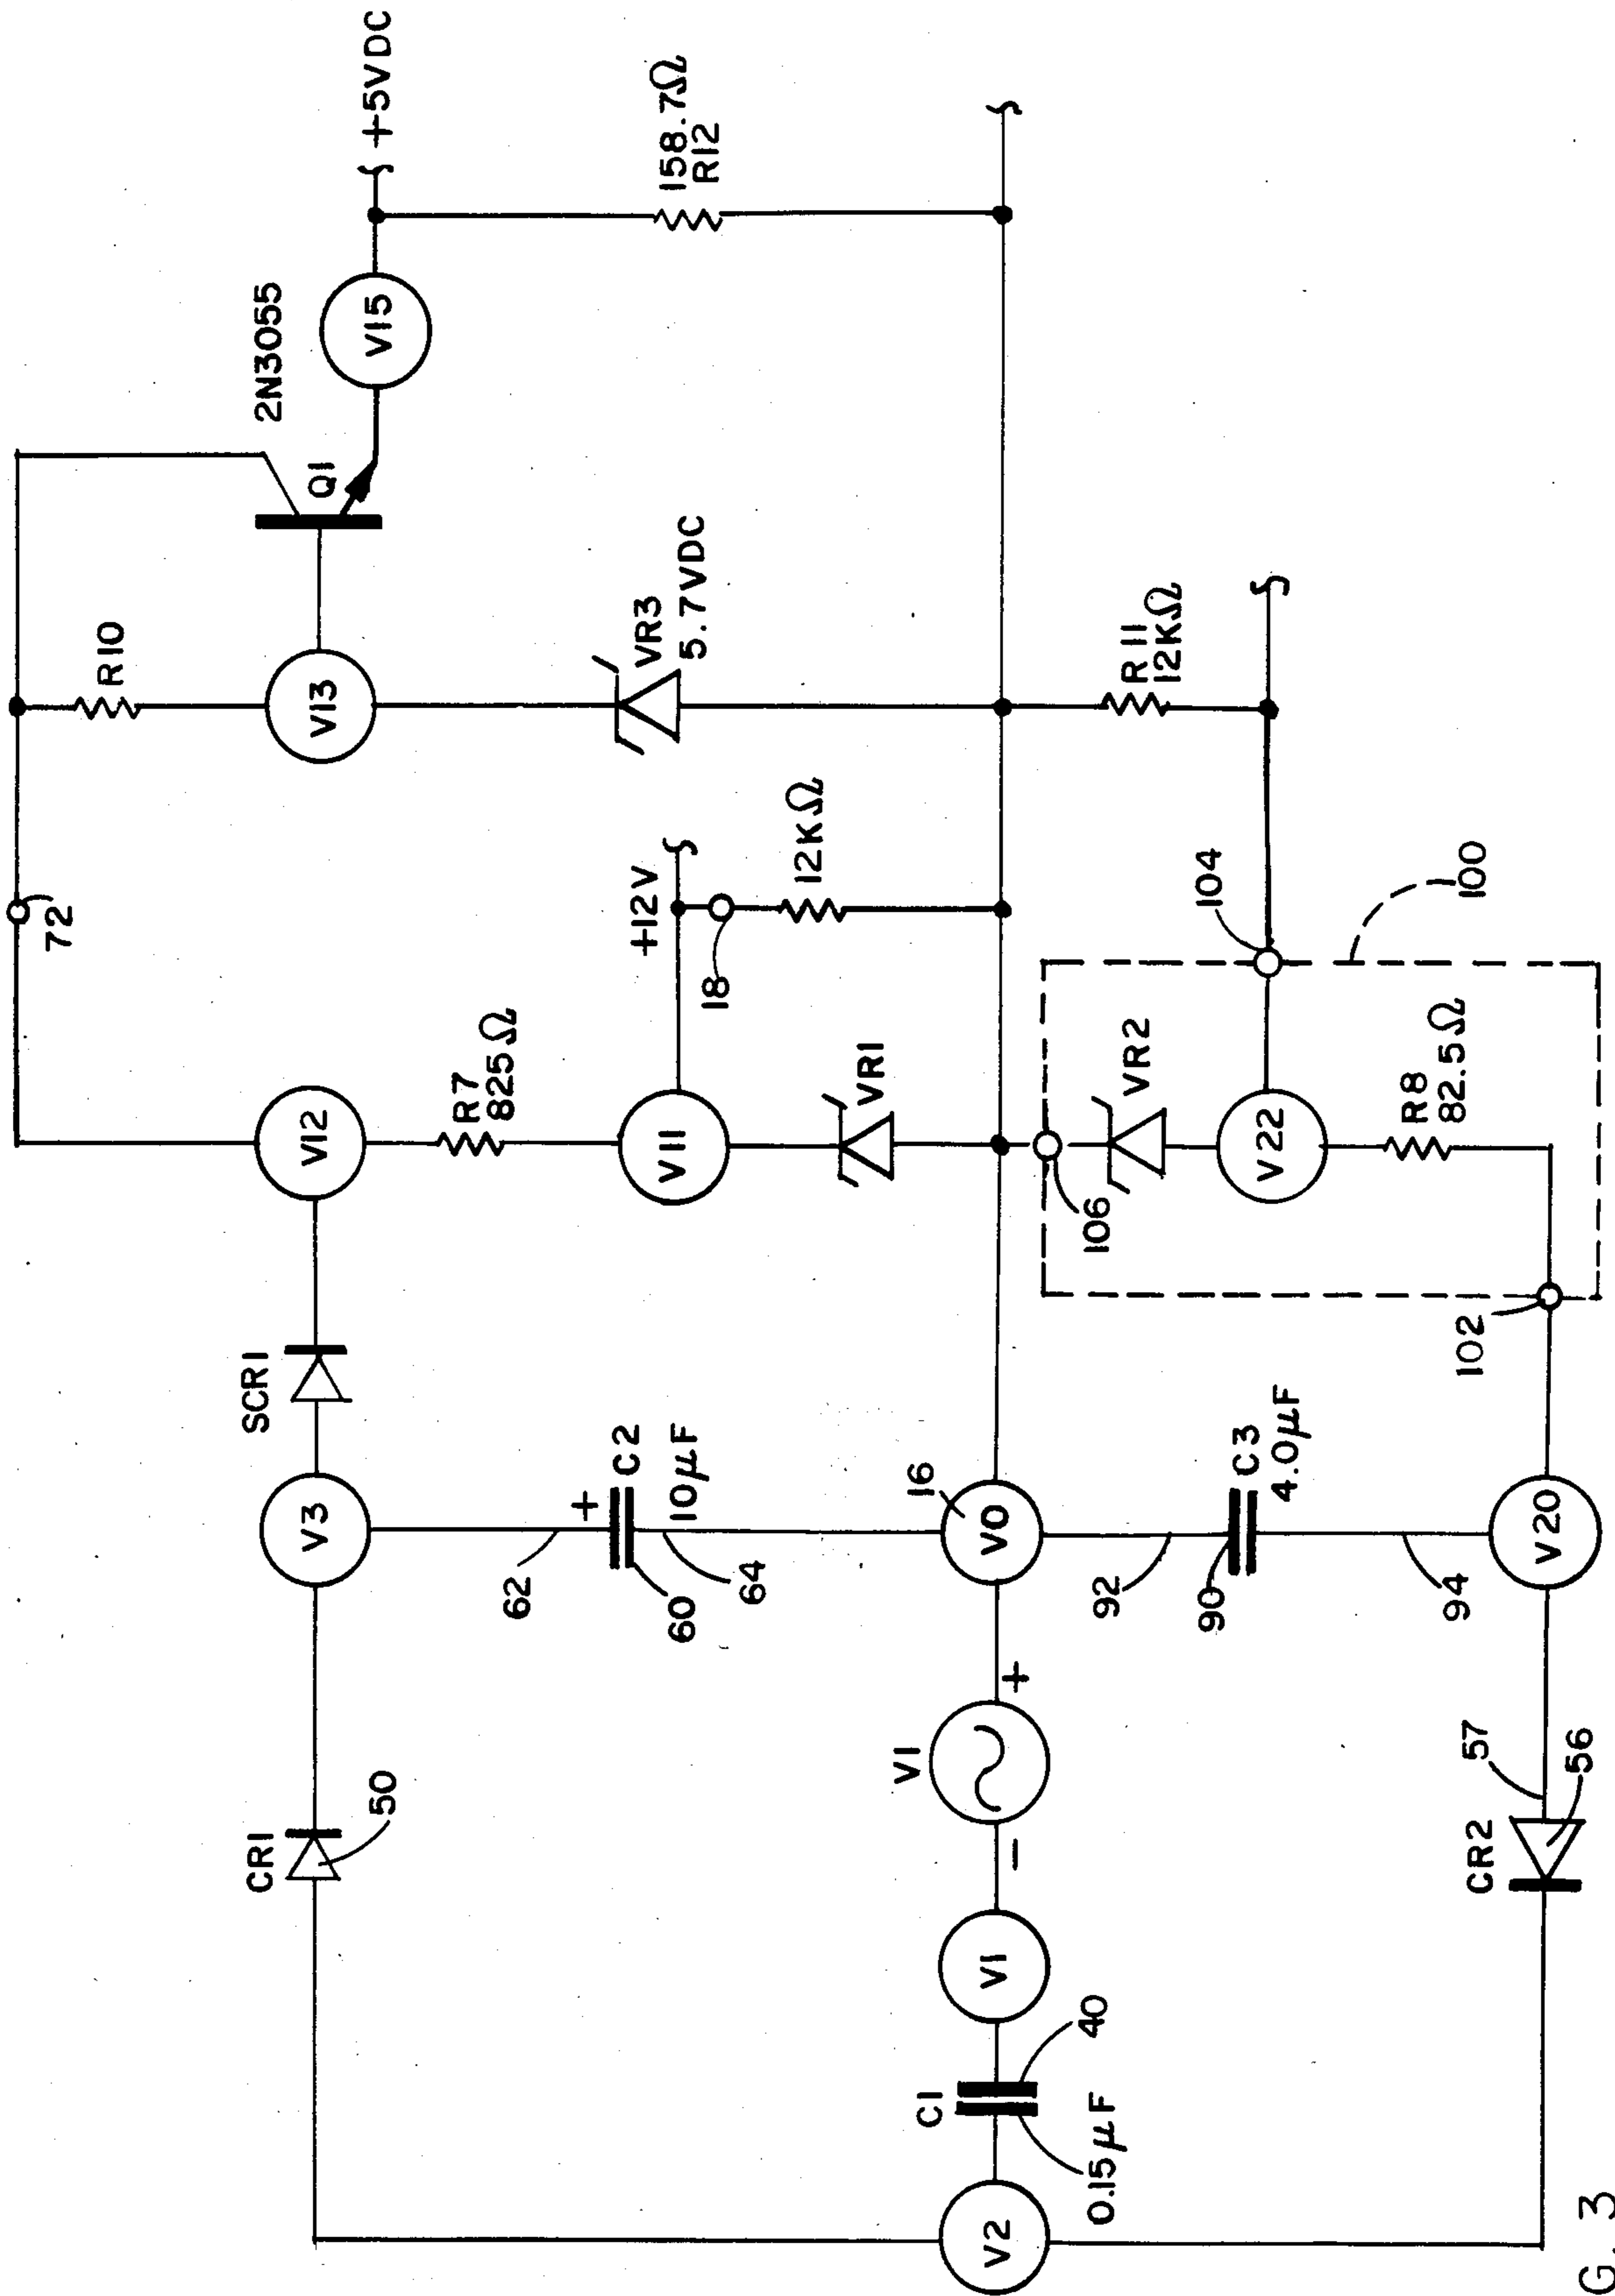 72
R10
2N3055
+5VDC
CR1
50
V3
SCR1
V12
V13
Q1
V15
62
+
C2
10µF
60
64
R7
825Ω
VR3
5.7VDC
158.7Ω
R12
V11
+12V
18
12KΩ
VR1
V2
C1
0.15µF
40
V1
−
V1
+
V0
16
92
90
C3
4.0µF
94
106
VR2
104
R11
12KΩ
100
V22
R8
82.5Ω
CR2
57
56
V20
102
G. 3